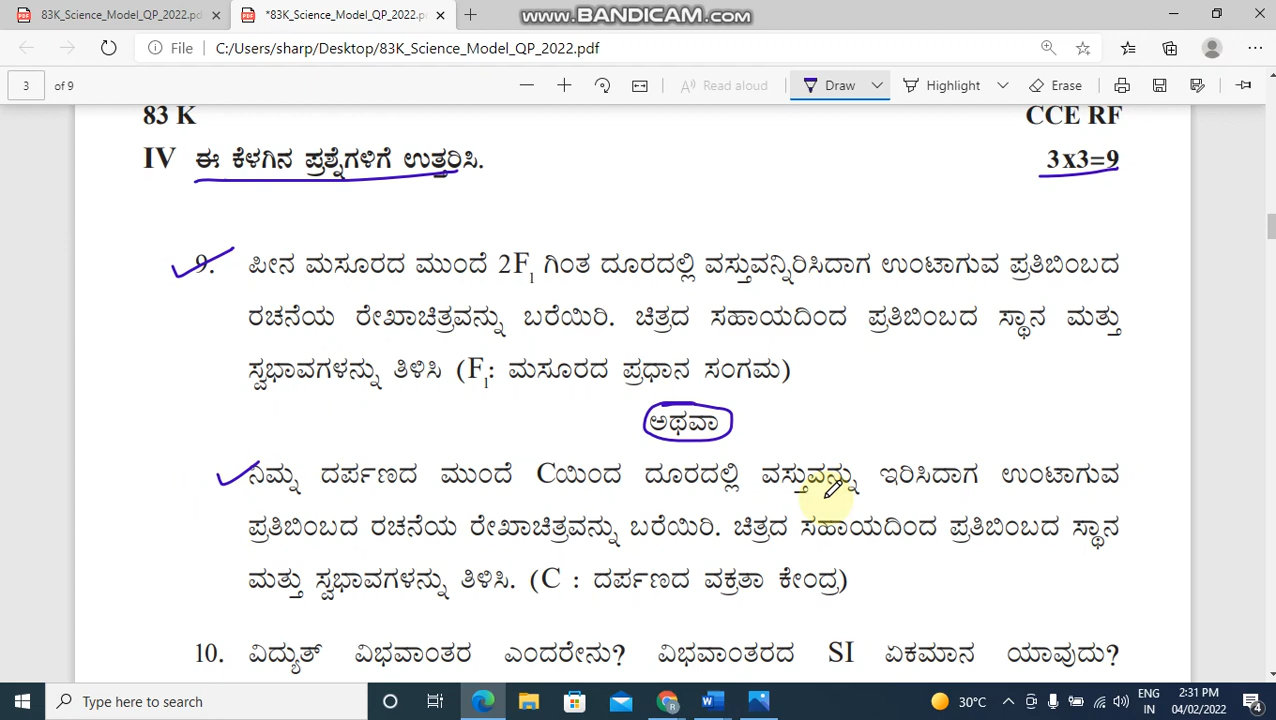 83K_Science_Model_QP_2022.pdf
*83K_Science_Model_QP_2022.pdf
www.BANDICAM.com
File C:/Users/sharp/Desktop/83K_Science_Model_QP_2022.pdf
3 of 9 Read aloud Draw Highlight Erase
83 K CCE RF
IV ಈ ಕೆಳಗಿನ ಪ್ರಶ್ನೆಗಳಿಗೆ ಉತ್ತರಿಸಿ. 3x3=9
9. ಪೀನ ಮಸೂರದ ಮುಂದೆ 2F₁ ಗಿಂತ ದೂರದಲ್ಲಿ ವಸ್ತುವನ್ನಿರಿಸಿದಾಗ ಉಂಟಾಗುವ ಪ್ರತಿಬಿಂಬದ
ರಚನೆಯ ರೇಖಾಚಿತ್ರವನ್ನು ಬರೆಯಿರಿ. ಚಿತ್ರದ ಸಹಾಯದಿಂದ ಪ್ರತಿಬಿಂಬದ ಸ್ಥಾನ ಮತ್ತು
ಸ್ವಭಾವಗಳನ್ನು ತಿಳಿಸಿ (F₁: ಮಸೂರದ ಪ್ರಧಾನ ಸಂಗಮ)
ಅಥವಾ
ನಿಮ್ನ ದರ್ಪಣದ ಮುಂದೆ Cಯಿಂದ ದೂರದಲ್ಲಿ ವಸ್ತುವನ್ನು ಇರಿಸಿದಾಗ ಉಂಟಾಗುವ
ಪ್ರತಿಬಿಂಬದ ರಚನೆಯ ರೇಖಾಚಿತ್ರವನ್ನು ಬರೆಯಿರಿ. ಚಿತ್ರದ ಸಹಾಯದಿಂದ ಪ್ರತಿಬಿಂಬದ ಸ್ಥಾನ
ಮತ್ತು ಸ್ವಭಾವಗಳನ್ನು ತಿಳಿಸಿ. (C : ದರ್ಪಣದ ವಕ್ರತಾ ಕೇಂದ್ರ)
10. ವಿದ್ಯುತ್ ವಿಭವಾಂತರ ಎಂದರೇನು? ವಿಭವಾಂತರದ SI ಏಕಮಾನ ಯಾವುದು?
Type here to search 30°C ENG 2:31 PM
IN 04/02/2022 4